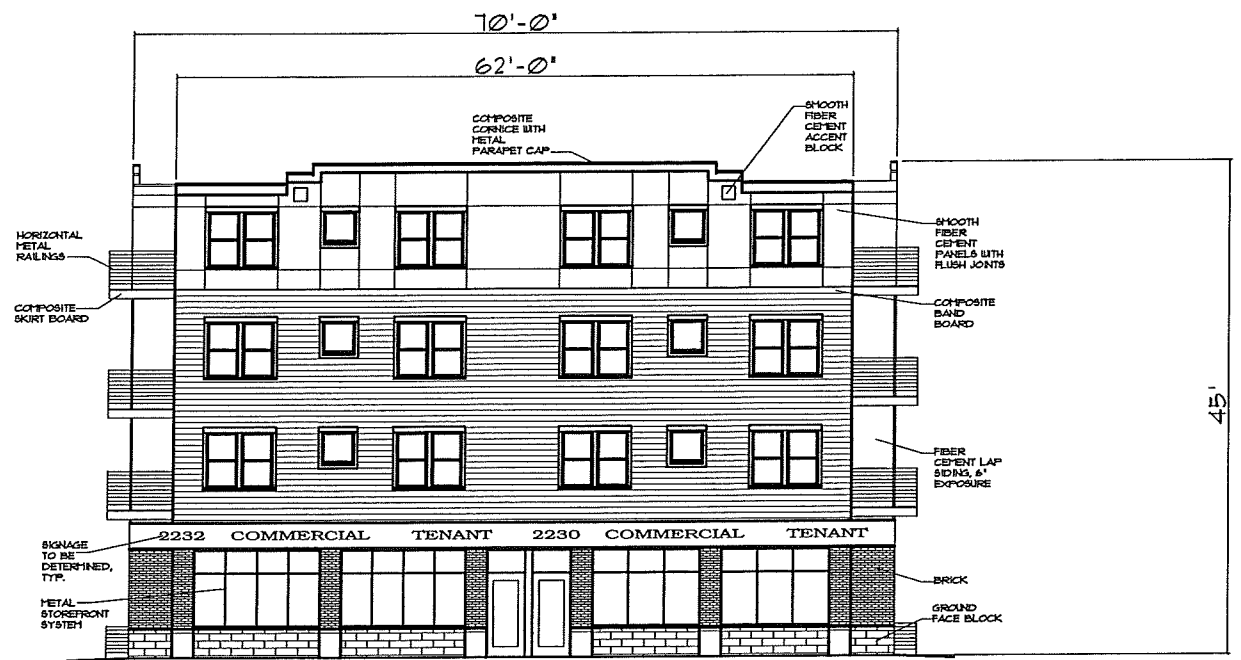 70'-0"
62'-0"
COMPOSITE
CORNICE WITH
METAL
PARAPET CAP
SMOOTH
FIBER
CEMENT
ACCENT
BLOCK
HORIZONTAL
METAL
RAILINGS
COMPOSITE
SKIRT BOARD
SMOOTH
FIBER
CEMENT
PANELS WITH
FLUSH JOINTS
COMPOSITE
BAND
BOARD
45'
FIBER
CEMENT LAP
SIDING, 6"
EXPOSURE
2232 COMMERCIAL TENANT 2230 COMMERCIAL TENANT
SIGNAGE
TO BE
DETERMINED,
TYP.
METAL
STOREFRONT
SYSTEM
BRICK
GROUND
FACE BLOCK